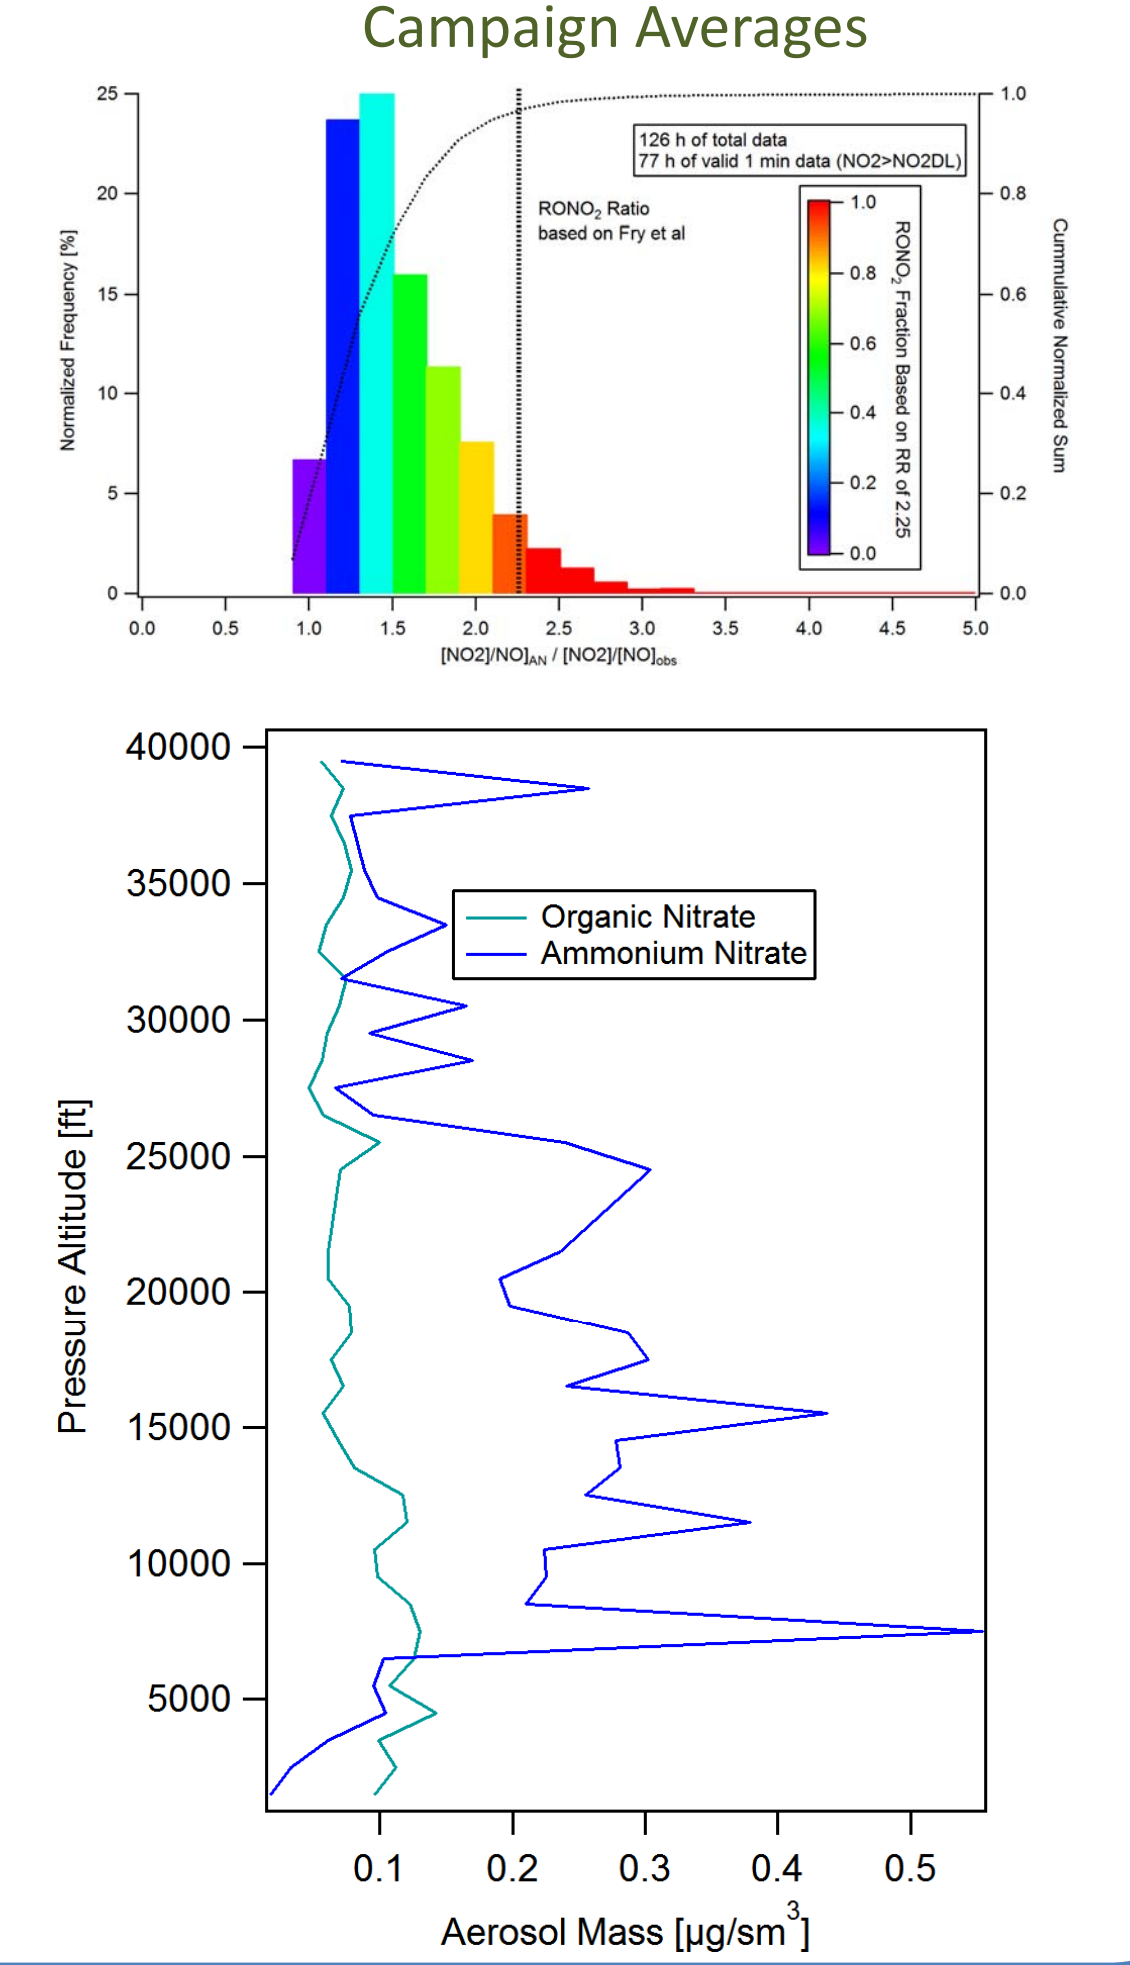 Campaign Averages
25
20
15
10
5
0
Normalized Frequency [%]
1.0
0.8
0.6
0.4
0.2
0.0
Cummulative Normalized Sum
126 h of total data
77 h of valid 1 min data (NO2>NO2DL)
RONO2 Ratio
based on Fry et al
1.0
0.8
0.6
0.4
0.2
0.0
RONO2 Fraction Based on RR of 2.25
0.0 0.5 1.0 1.5 2.0 2.5 3.0 3.5 4.0 4.5 5.0
[NO2]/NO]AN / [NO2]/[NO]obs
40000
35000
30000
25000
20000
15000
10000
5000
Pressure Altitude [ft]
Organic Nitrate
Ammonium Nitrate
0.1 0.2 0.3 0.4 0.5
Aerosol Mass [µg/sm3]